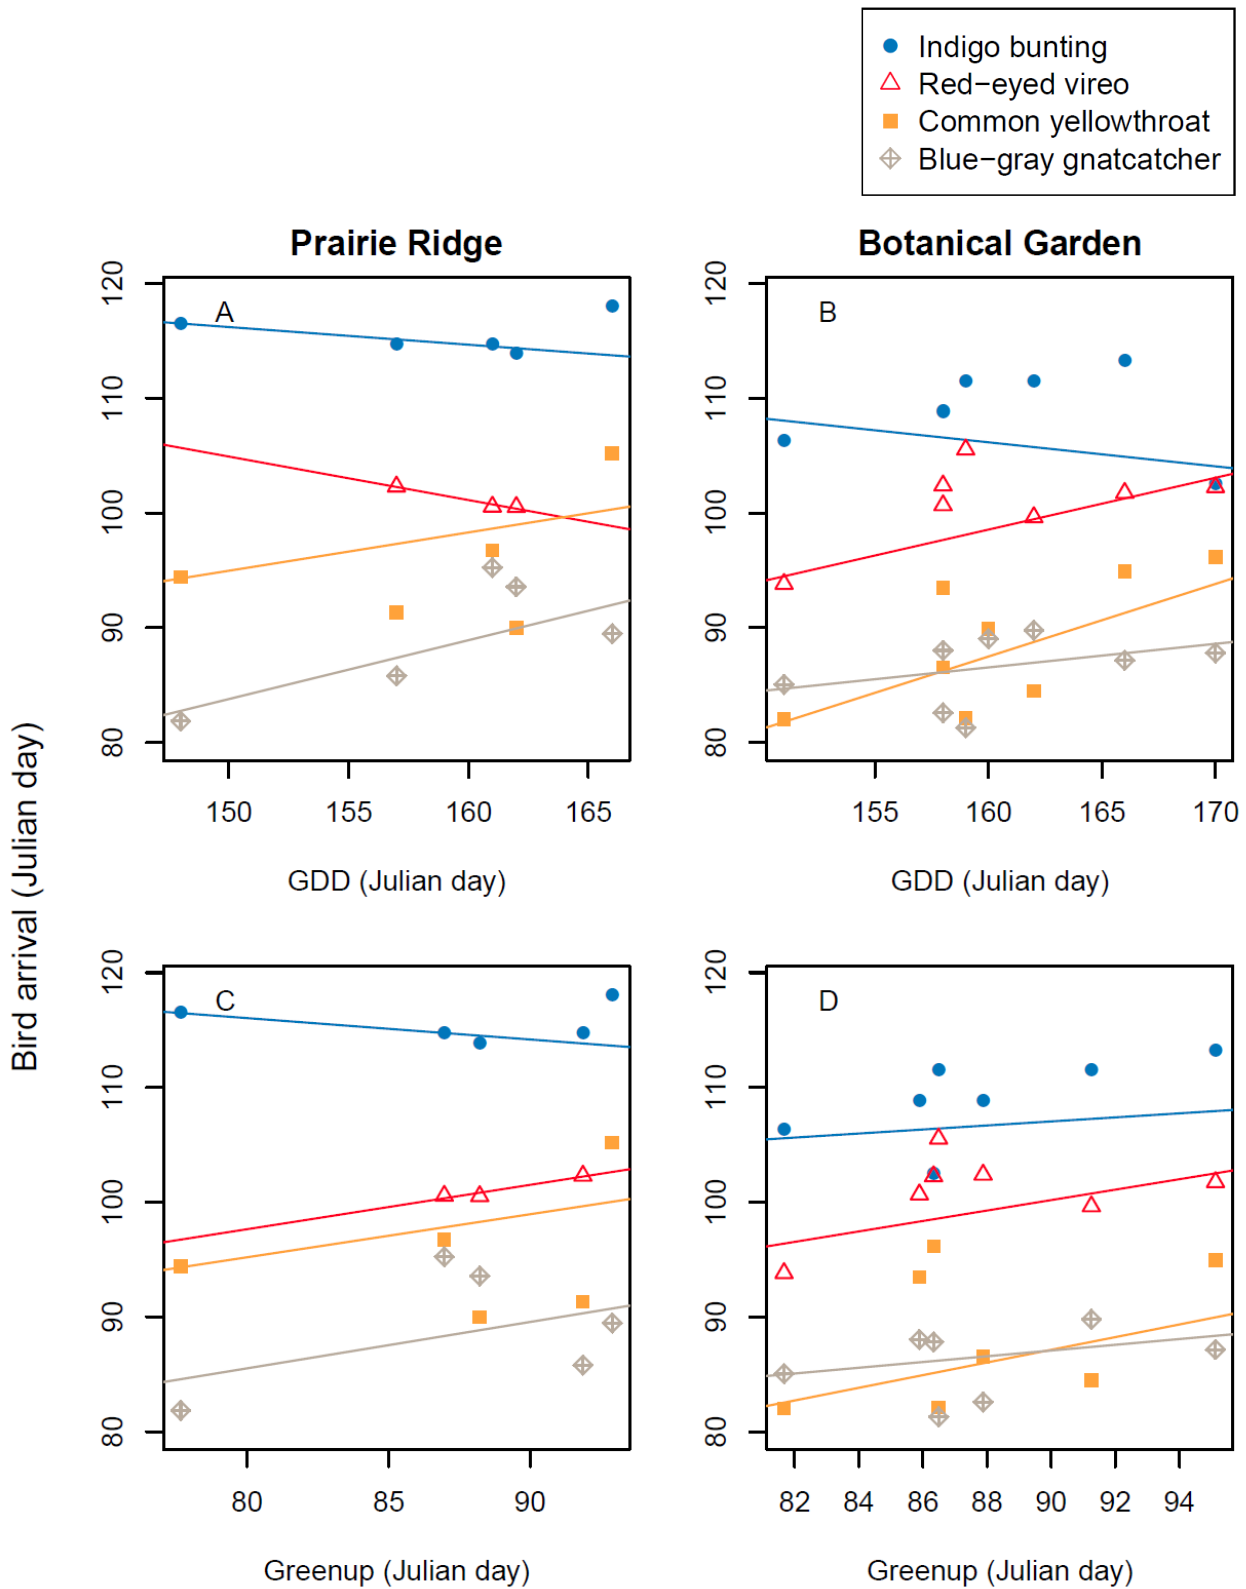 Indigo bunting
Red−eyed vireo
Common yellowthroat
Blue−gray gnatcatcher
Prairie Ridge
Botanical Garden
Bird arrival (Julian day)
A
120
110
100
90
80
150 155 160 165
GDD (Julian day)
B
120
110
100
90
80
155 160 165 170
GDD (Julian day)
C
120
110
100
90
80
80 85 90
Greenup (Julian day)
D
120
110
100
90
80
82 84 86 88 90 92 94
Greenup (Julian day)